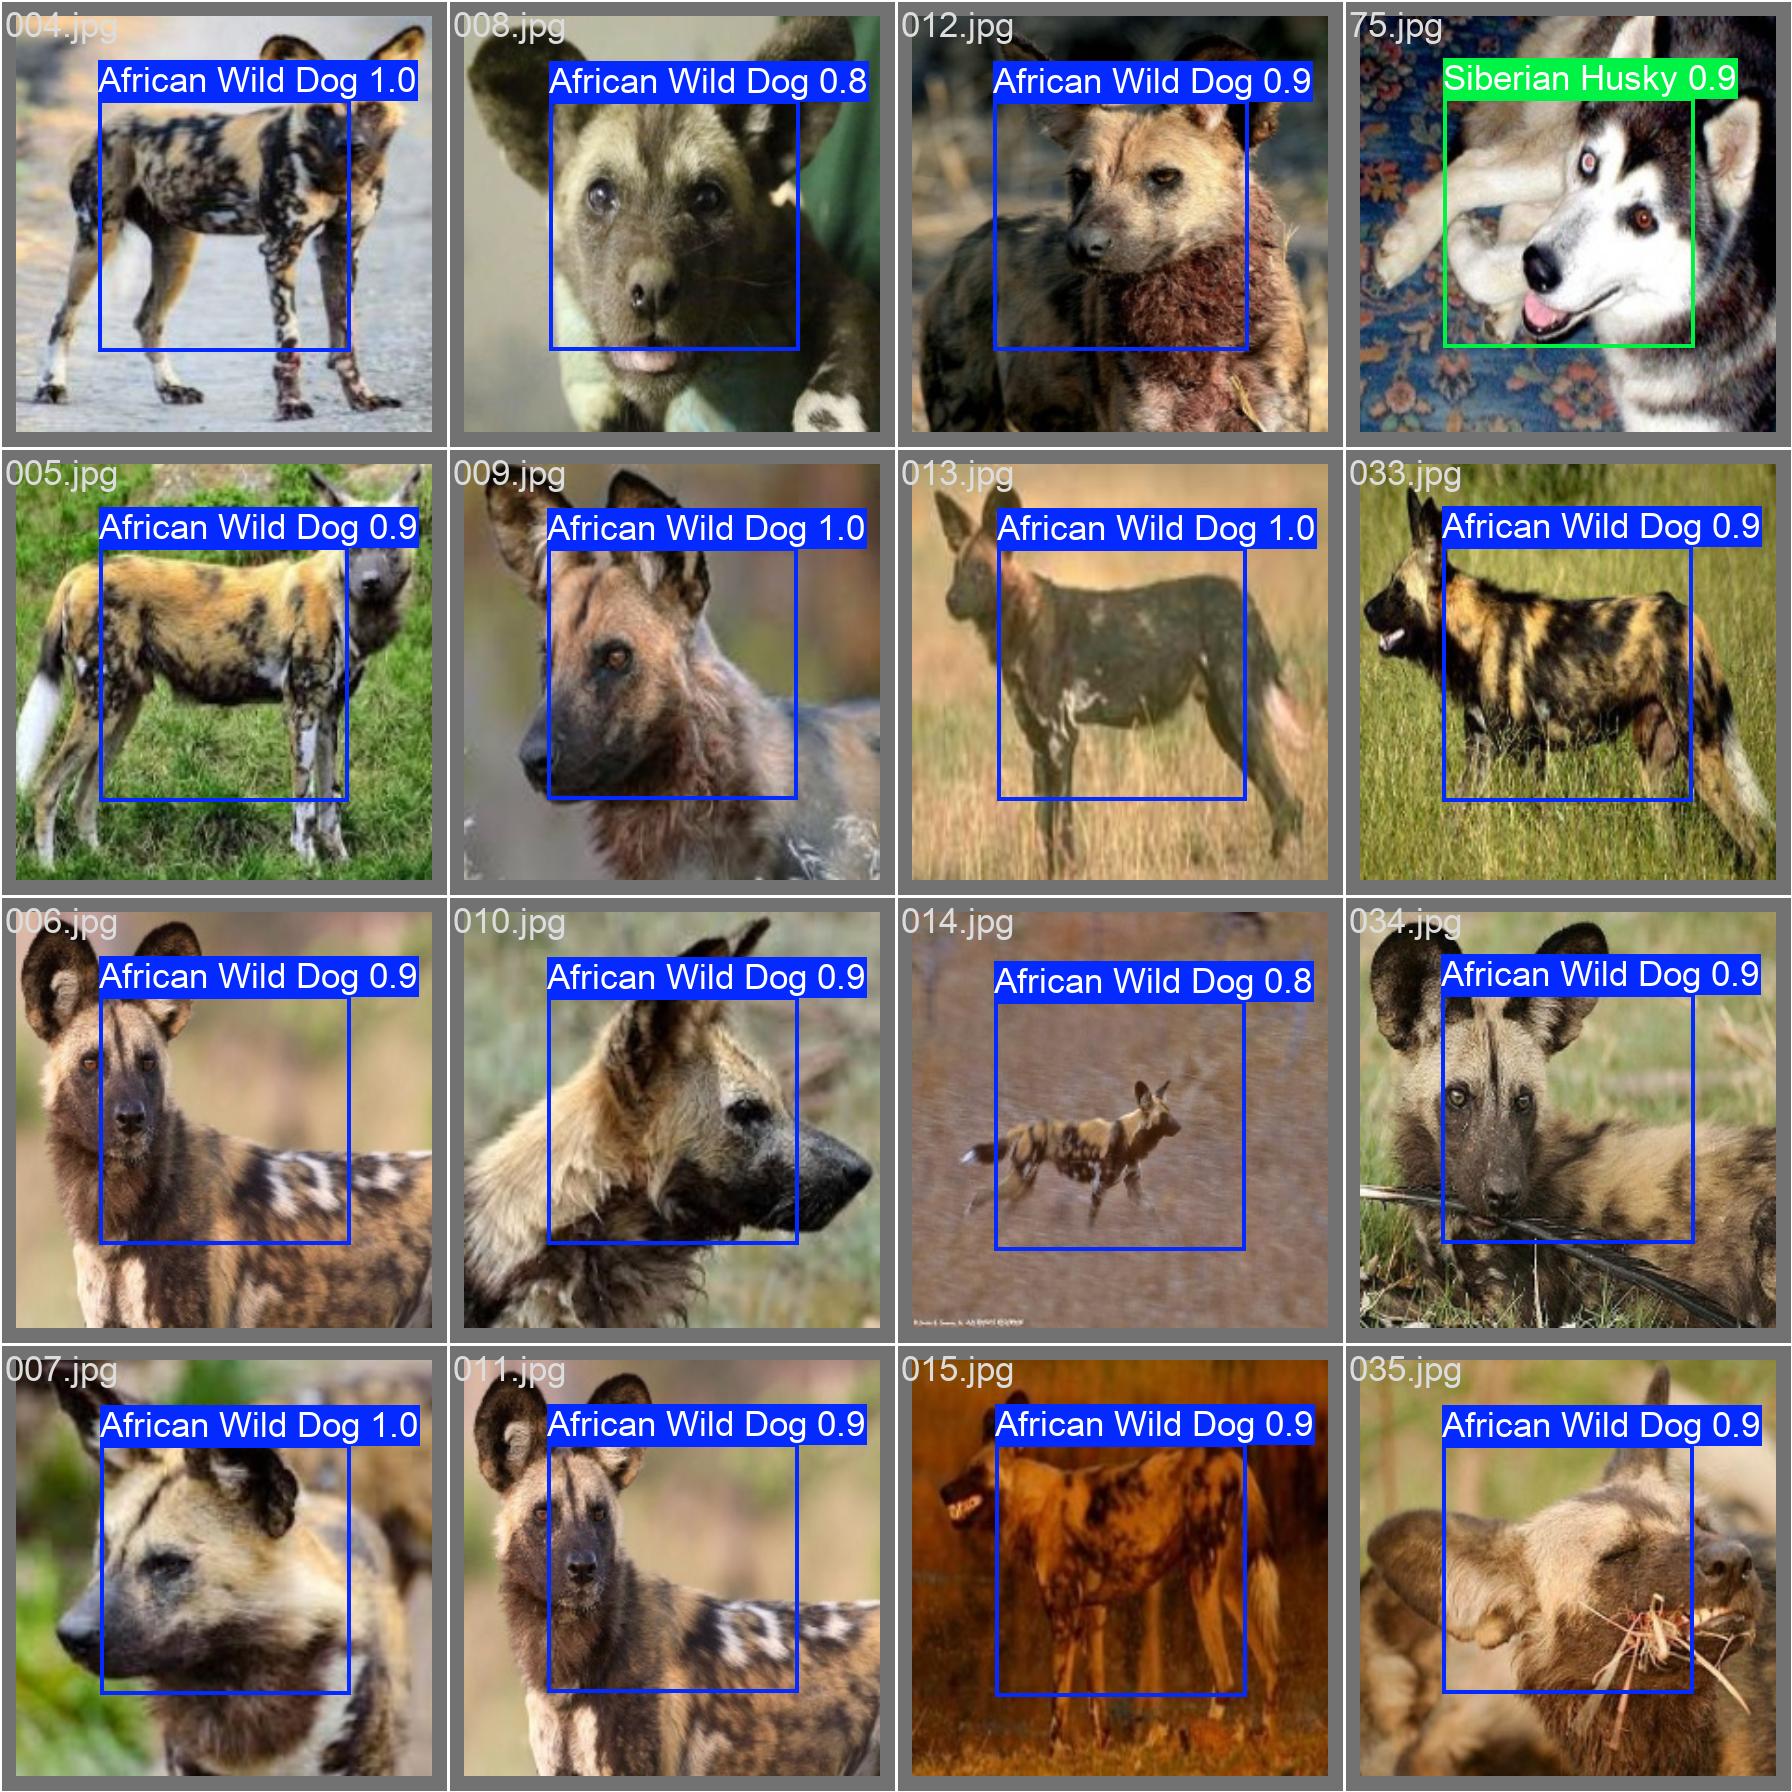 004.jpg
African Wild Dog 1.0
008.jpg
African Wild Dog 0.8
012.jpg
African Wild Dog 0.9
75.jpg
Siberian Husky 0.9
005.jpg
African Wild Dog 0.9
009.jpg
African Wild Dog 1.0
013.jpg
African Wild Dog 1.0
033.jpg
African Wild Dog 0.9
006.jpg
African Wild Dog 0.9
010.jpg
African Wild Dog 0.9
014.jpg
African Wild Dog 0.8
034.jpg
African Wild Dog 0.9
007.jpg
African Wild Dog 1.0
011.jpg
African Wild Dog 0.9
015.jpg
African Wild Dog 0.9
035.jpg
African Wild Dog 0.9